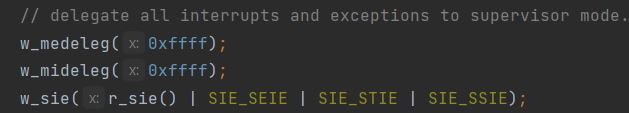 // delegate all interrupts and exceptions to supervisor mode.
w_medeleg( x: 0xffff);
w_mideleg( x: 0xffff);
w_sie( x: r_sie() | SIE_SEIE | SIE_STIE | SIE_SSIE);